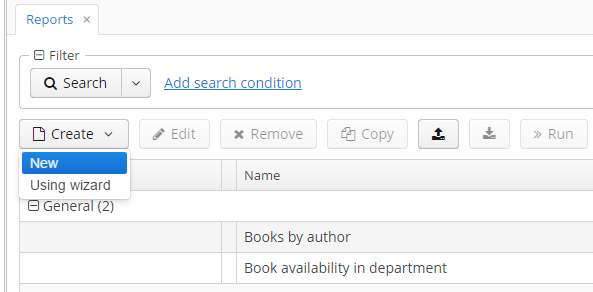 Reports ×
Filter
Search Add search condition
Create Edit Remove Copy Run
New
Using wizard
Name
General (2)
Books by author
Book availability in department